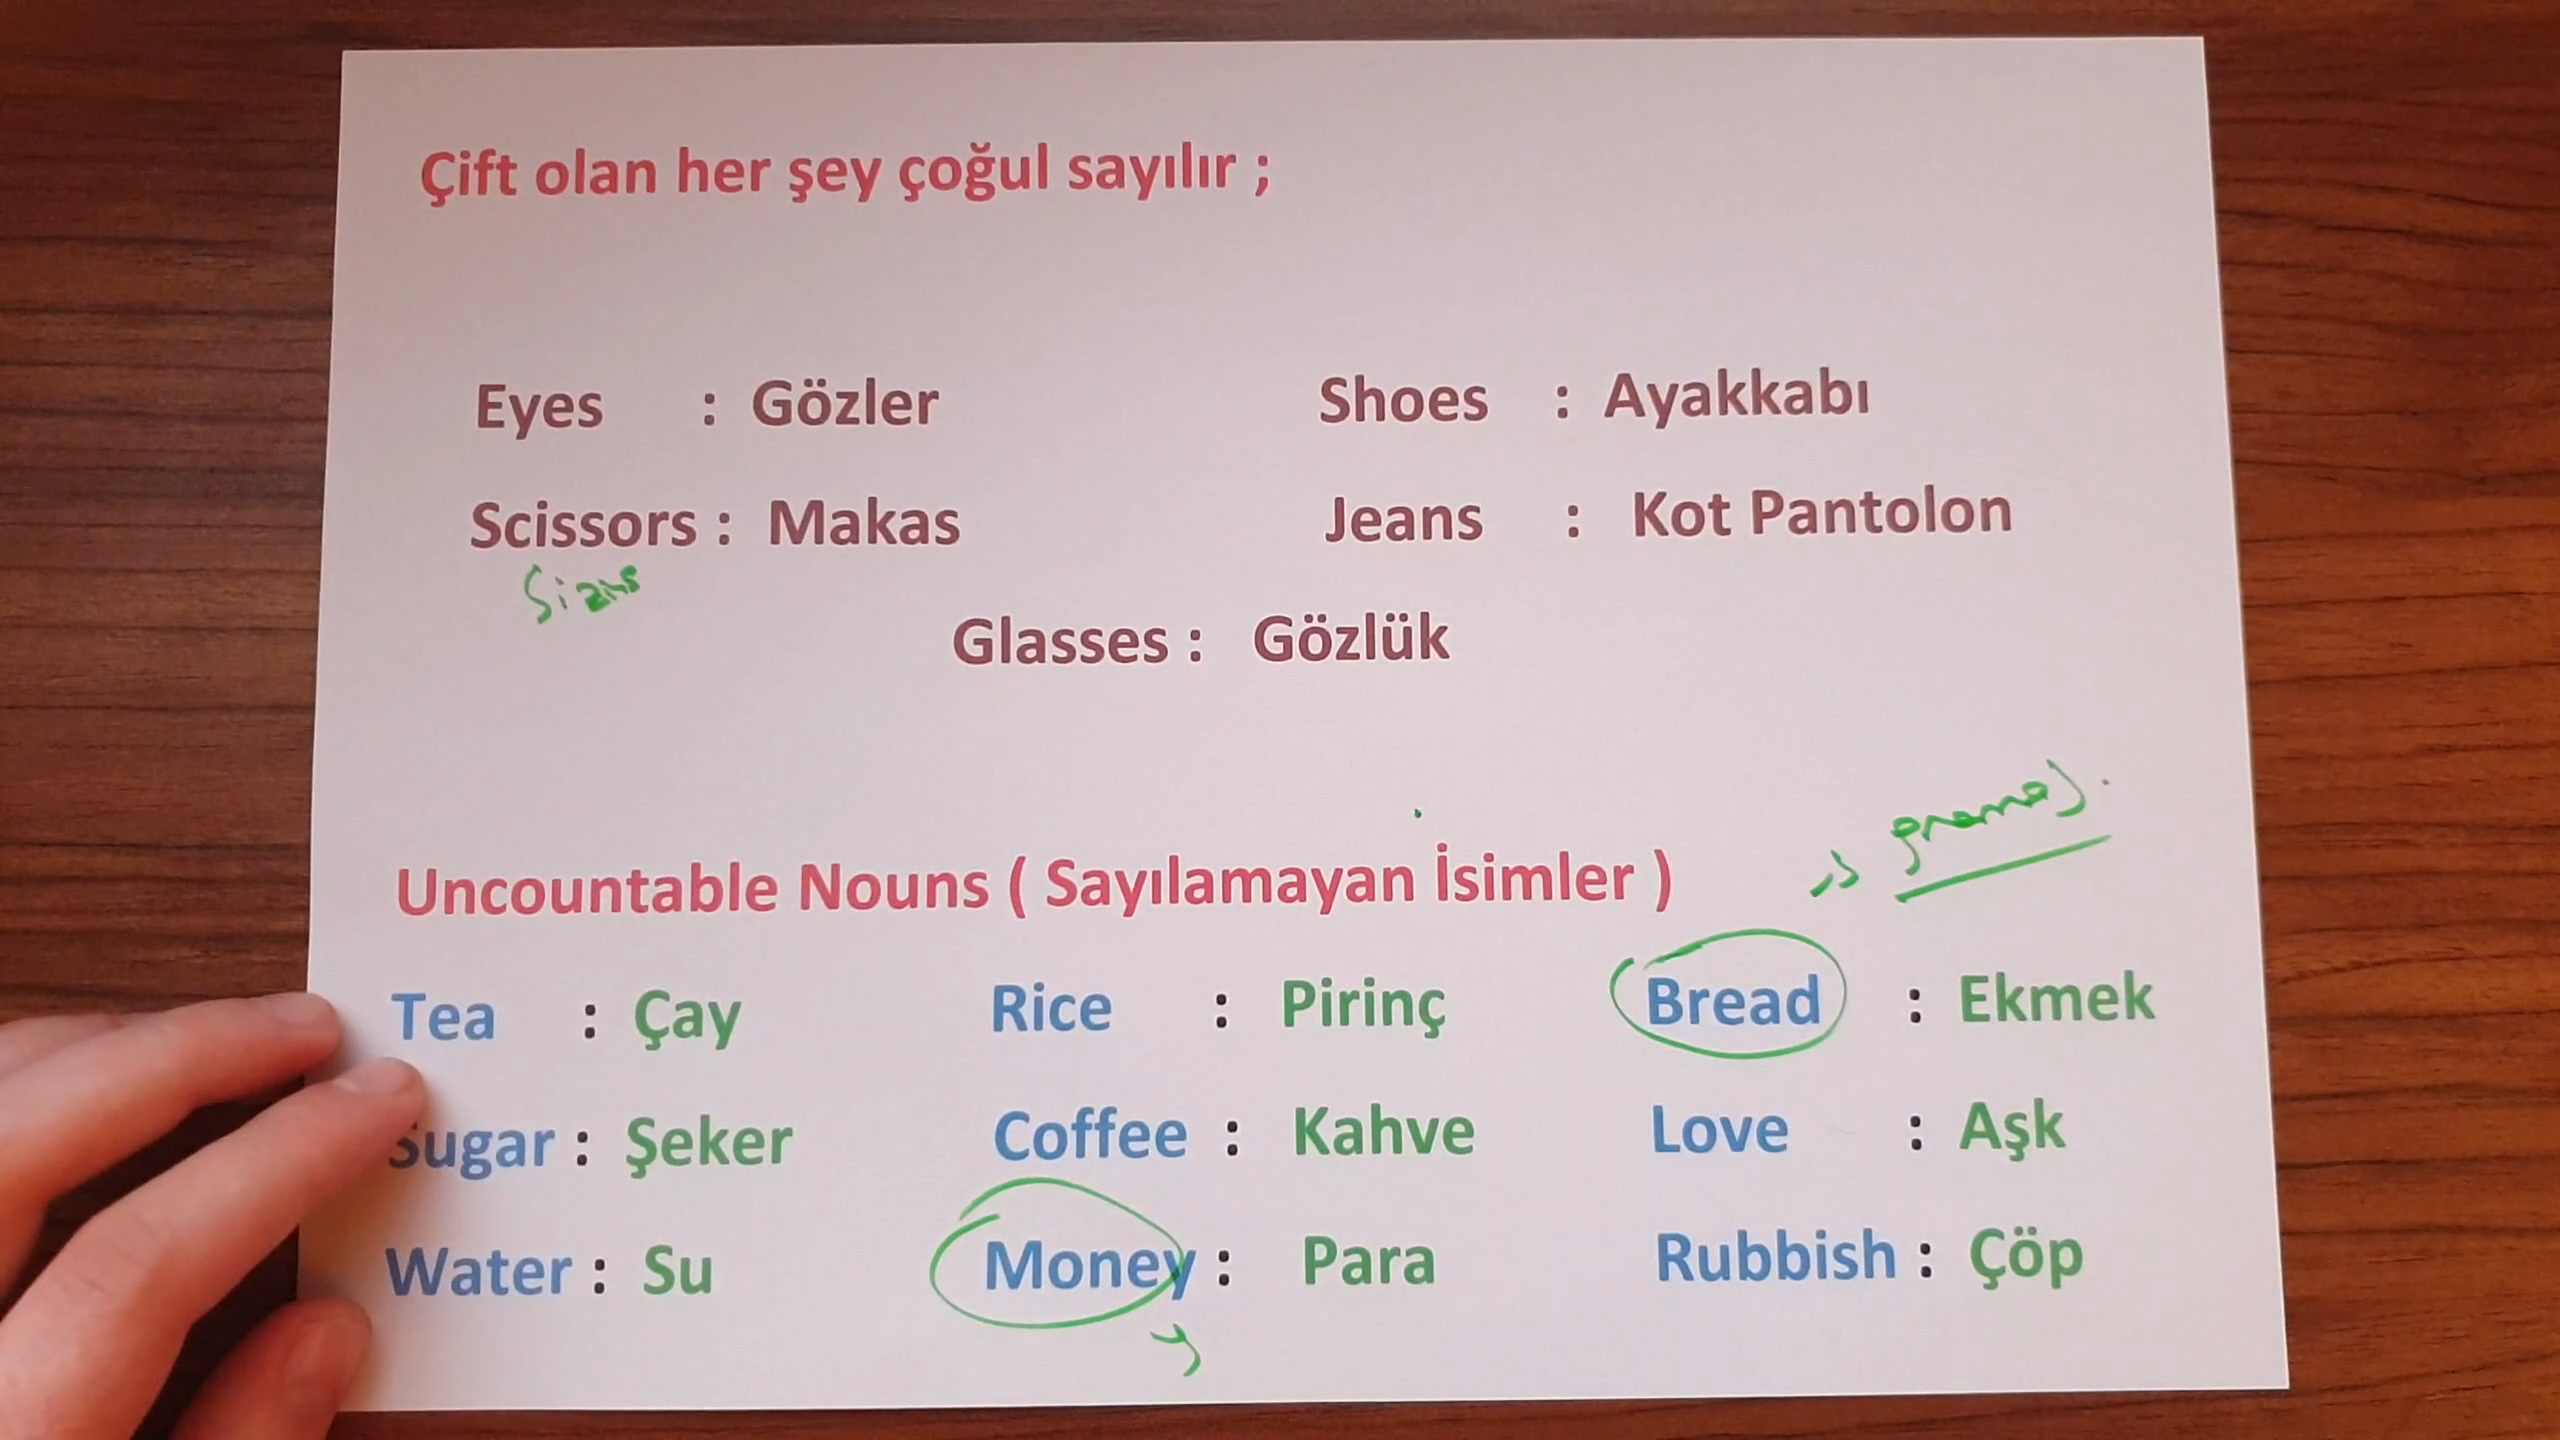 Çift olan her şey çoğul sayılır ;
Eyes : Gözler Shoes : Ayakkabı
Scissors : Makas Jeans : Kot Pantolon
Glasses : Gözlük
gramaj
Uncountable Nouns ( Sayılamayan İsimler )
Tea : Çay Rice : Pirinç Bread : Ekmek
Sugar : Şeker Coffee : Kahve Love : Aşk
Water : Su Money : Para Rubbish : Çöp